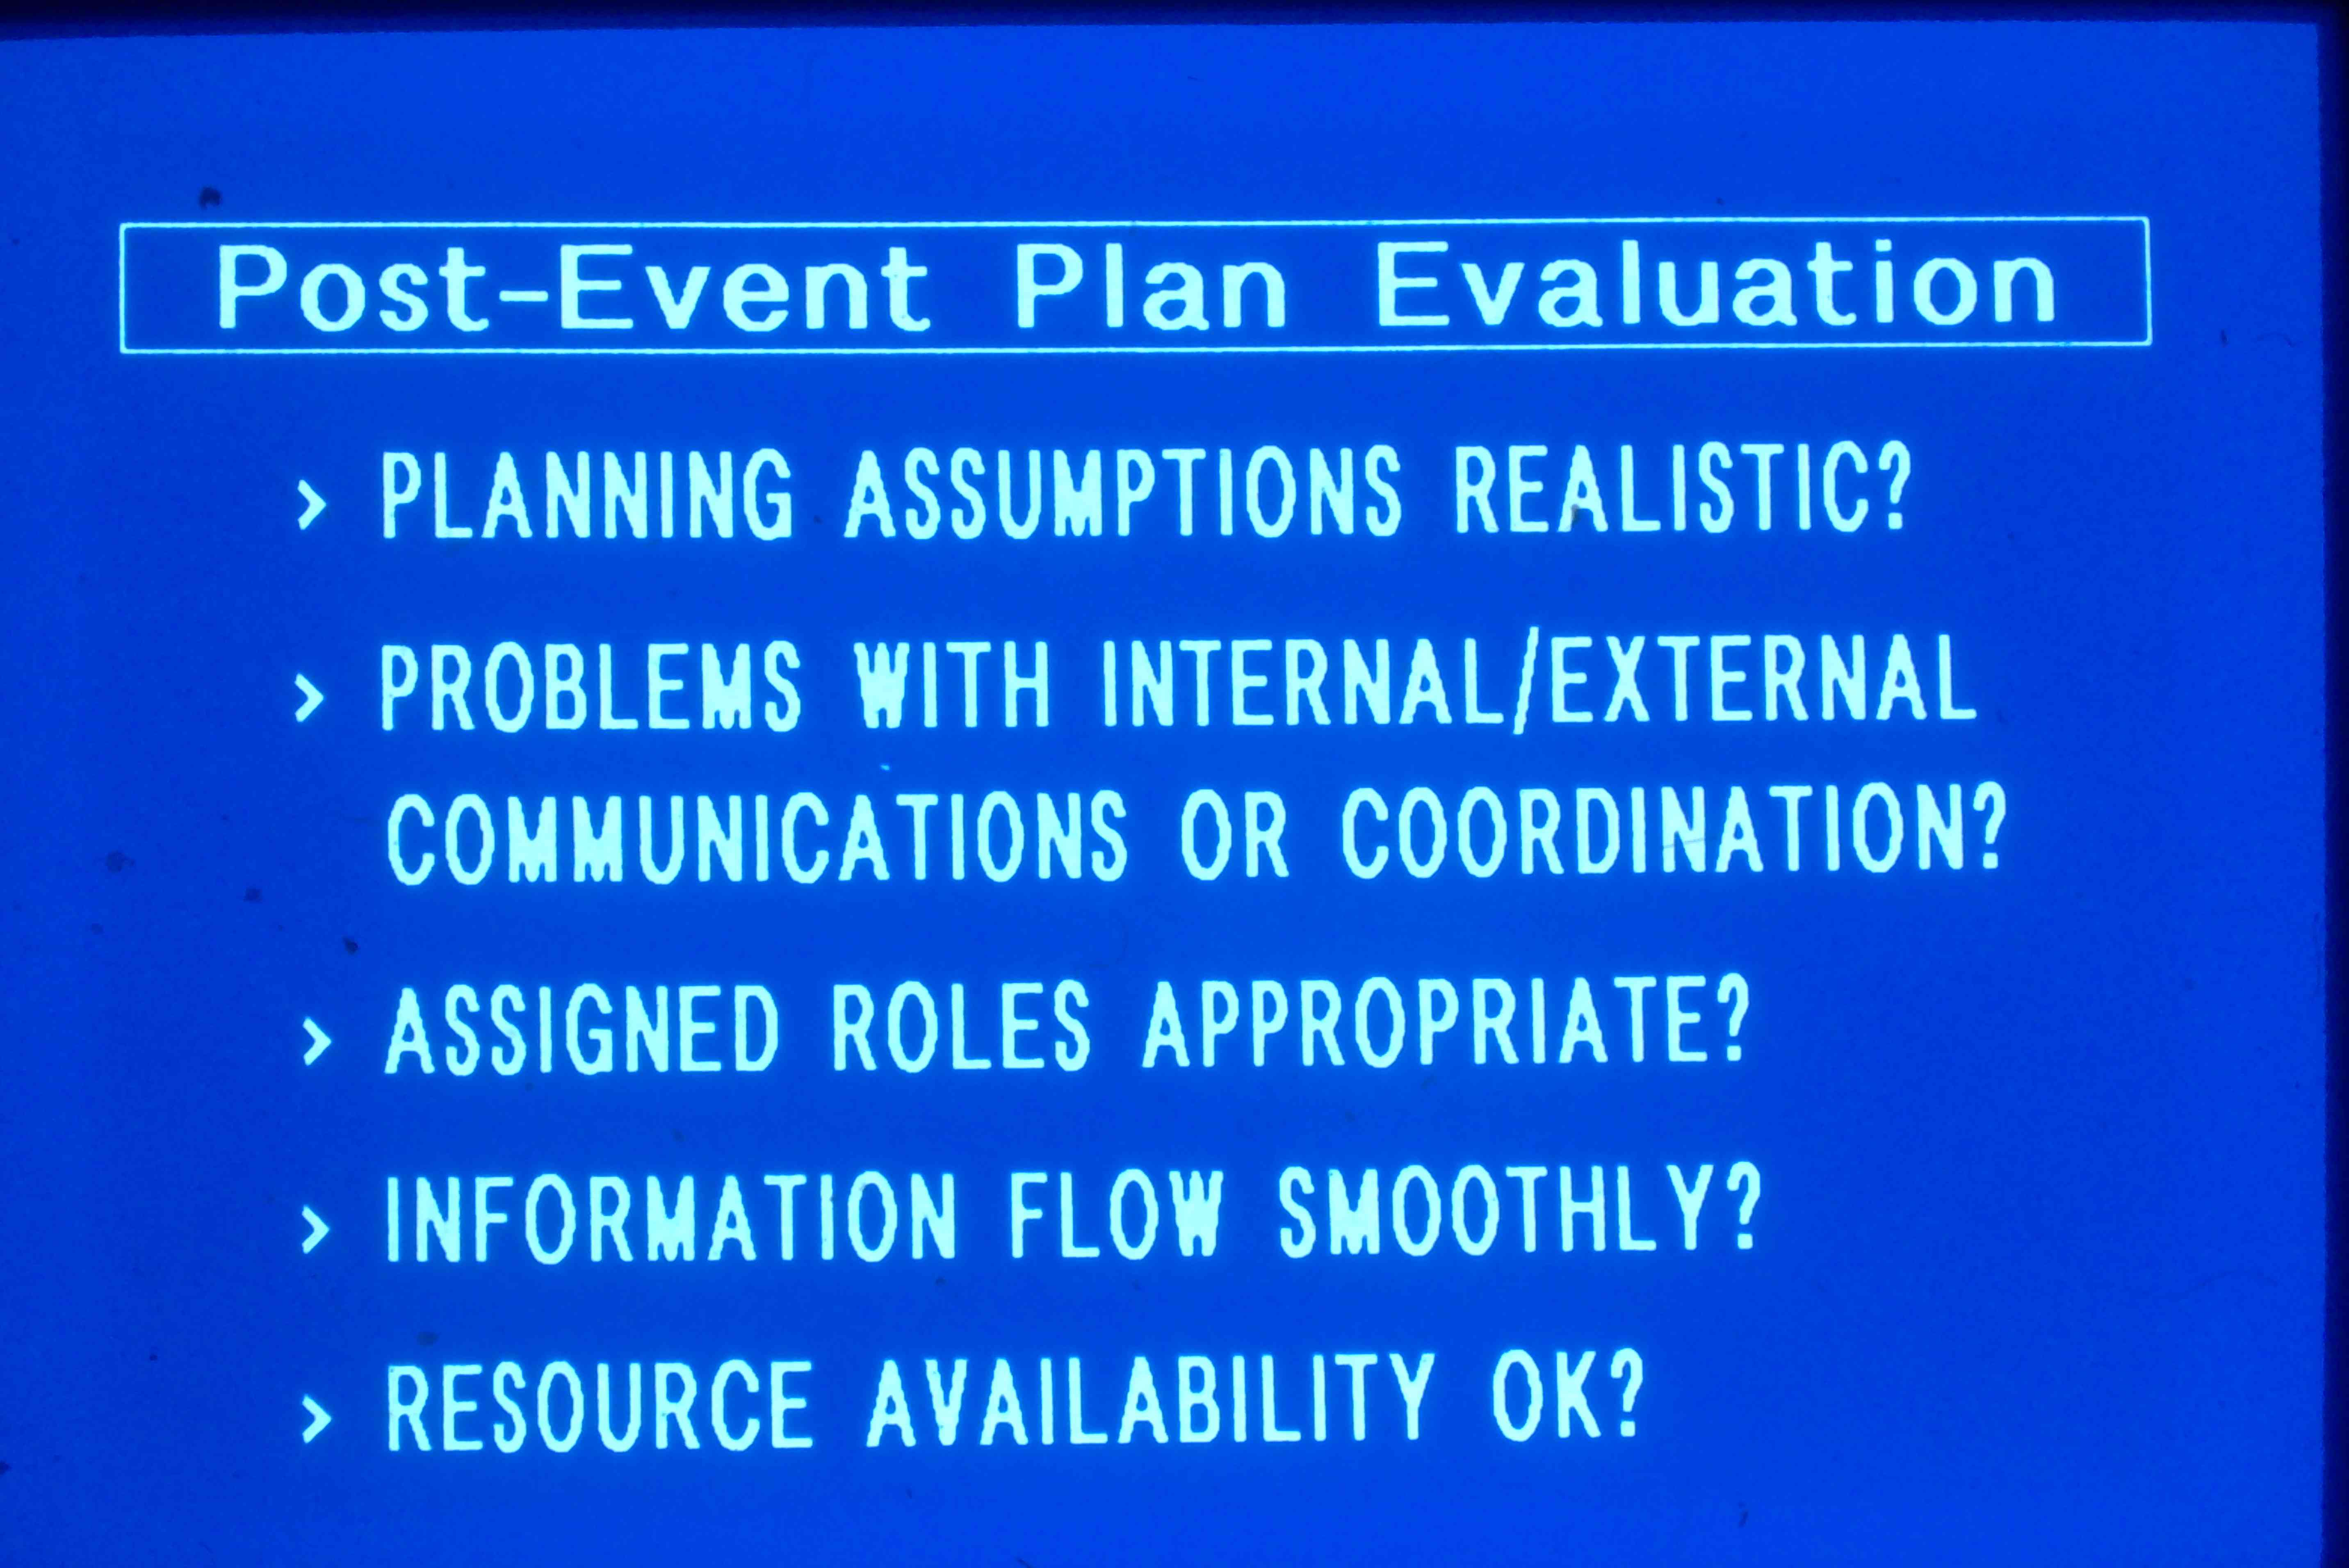 Post-Event Plan Evaluation
> PLANNING ASSUMPTIONS REALISTIC?
> PROBLEMS WITH INTERNAL/EXTERNAL
COMMUNICATIONS OR COORDINATION?
> ASSIGNED ROLES APPROPRIATE?
> INFORMATION FLOW SMOOTHLY?
> RESOURCE AVAILABILITY OK?